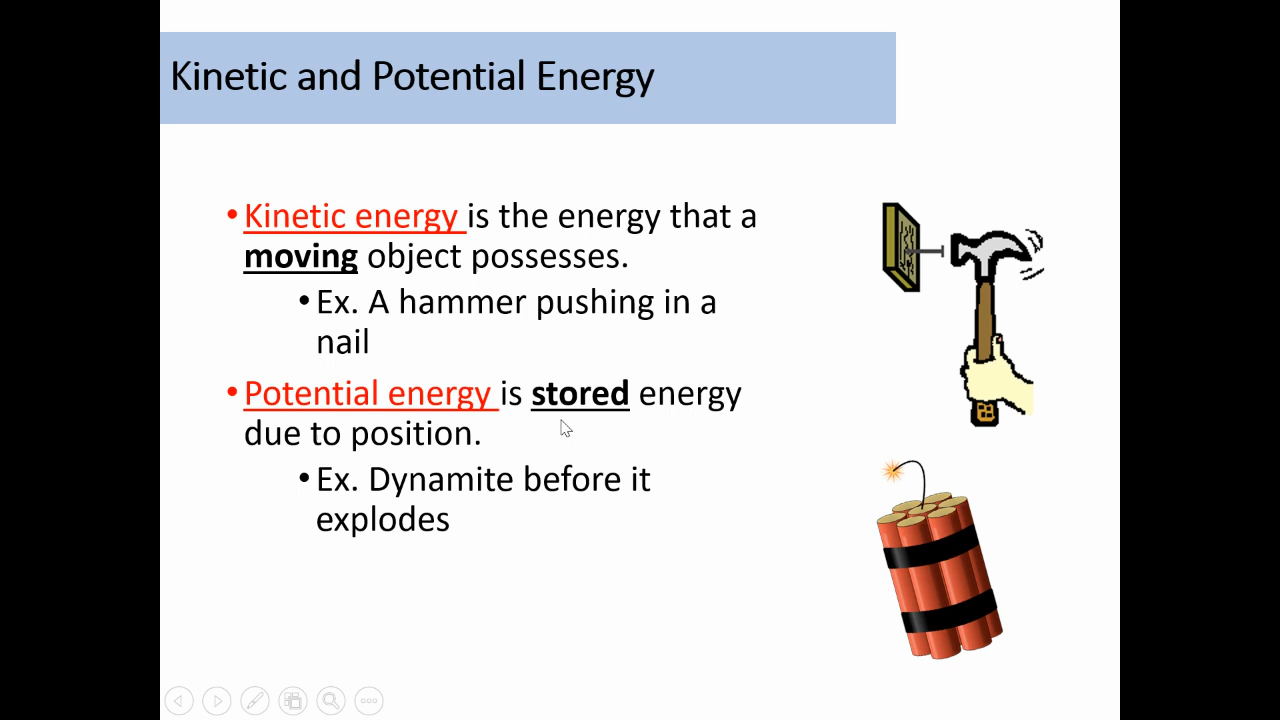 Kinetic and Potential Energy
•Kinetic energy is the energy that a
moving object possesses.
•Ex. A hammer pushing in a
nail
•Potential energy is stored energy
due to position.
•Ex. Dynamite before it
explodes